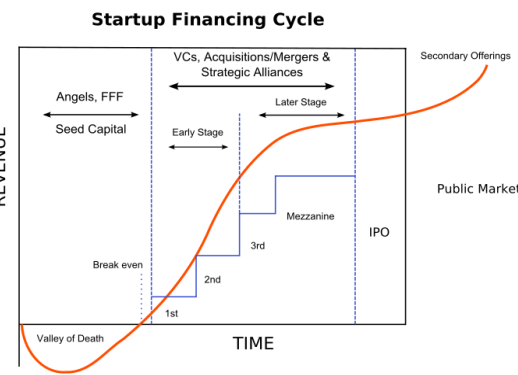 Startup Financing Cycle
VCs, Acquisitions/Mergers &
Strategic Alliances
Secondary Offerings
Angels, FFF
Seed Capital
Later Stage
Early Stage
REVENUE
Public Market
Mezzanine
IPO
3rd
Break even
2nd
1st
Valley of Death
TIME